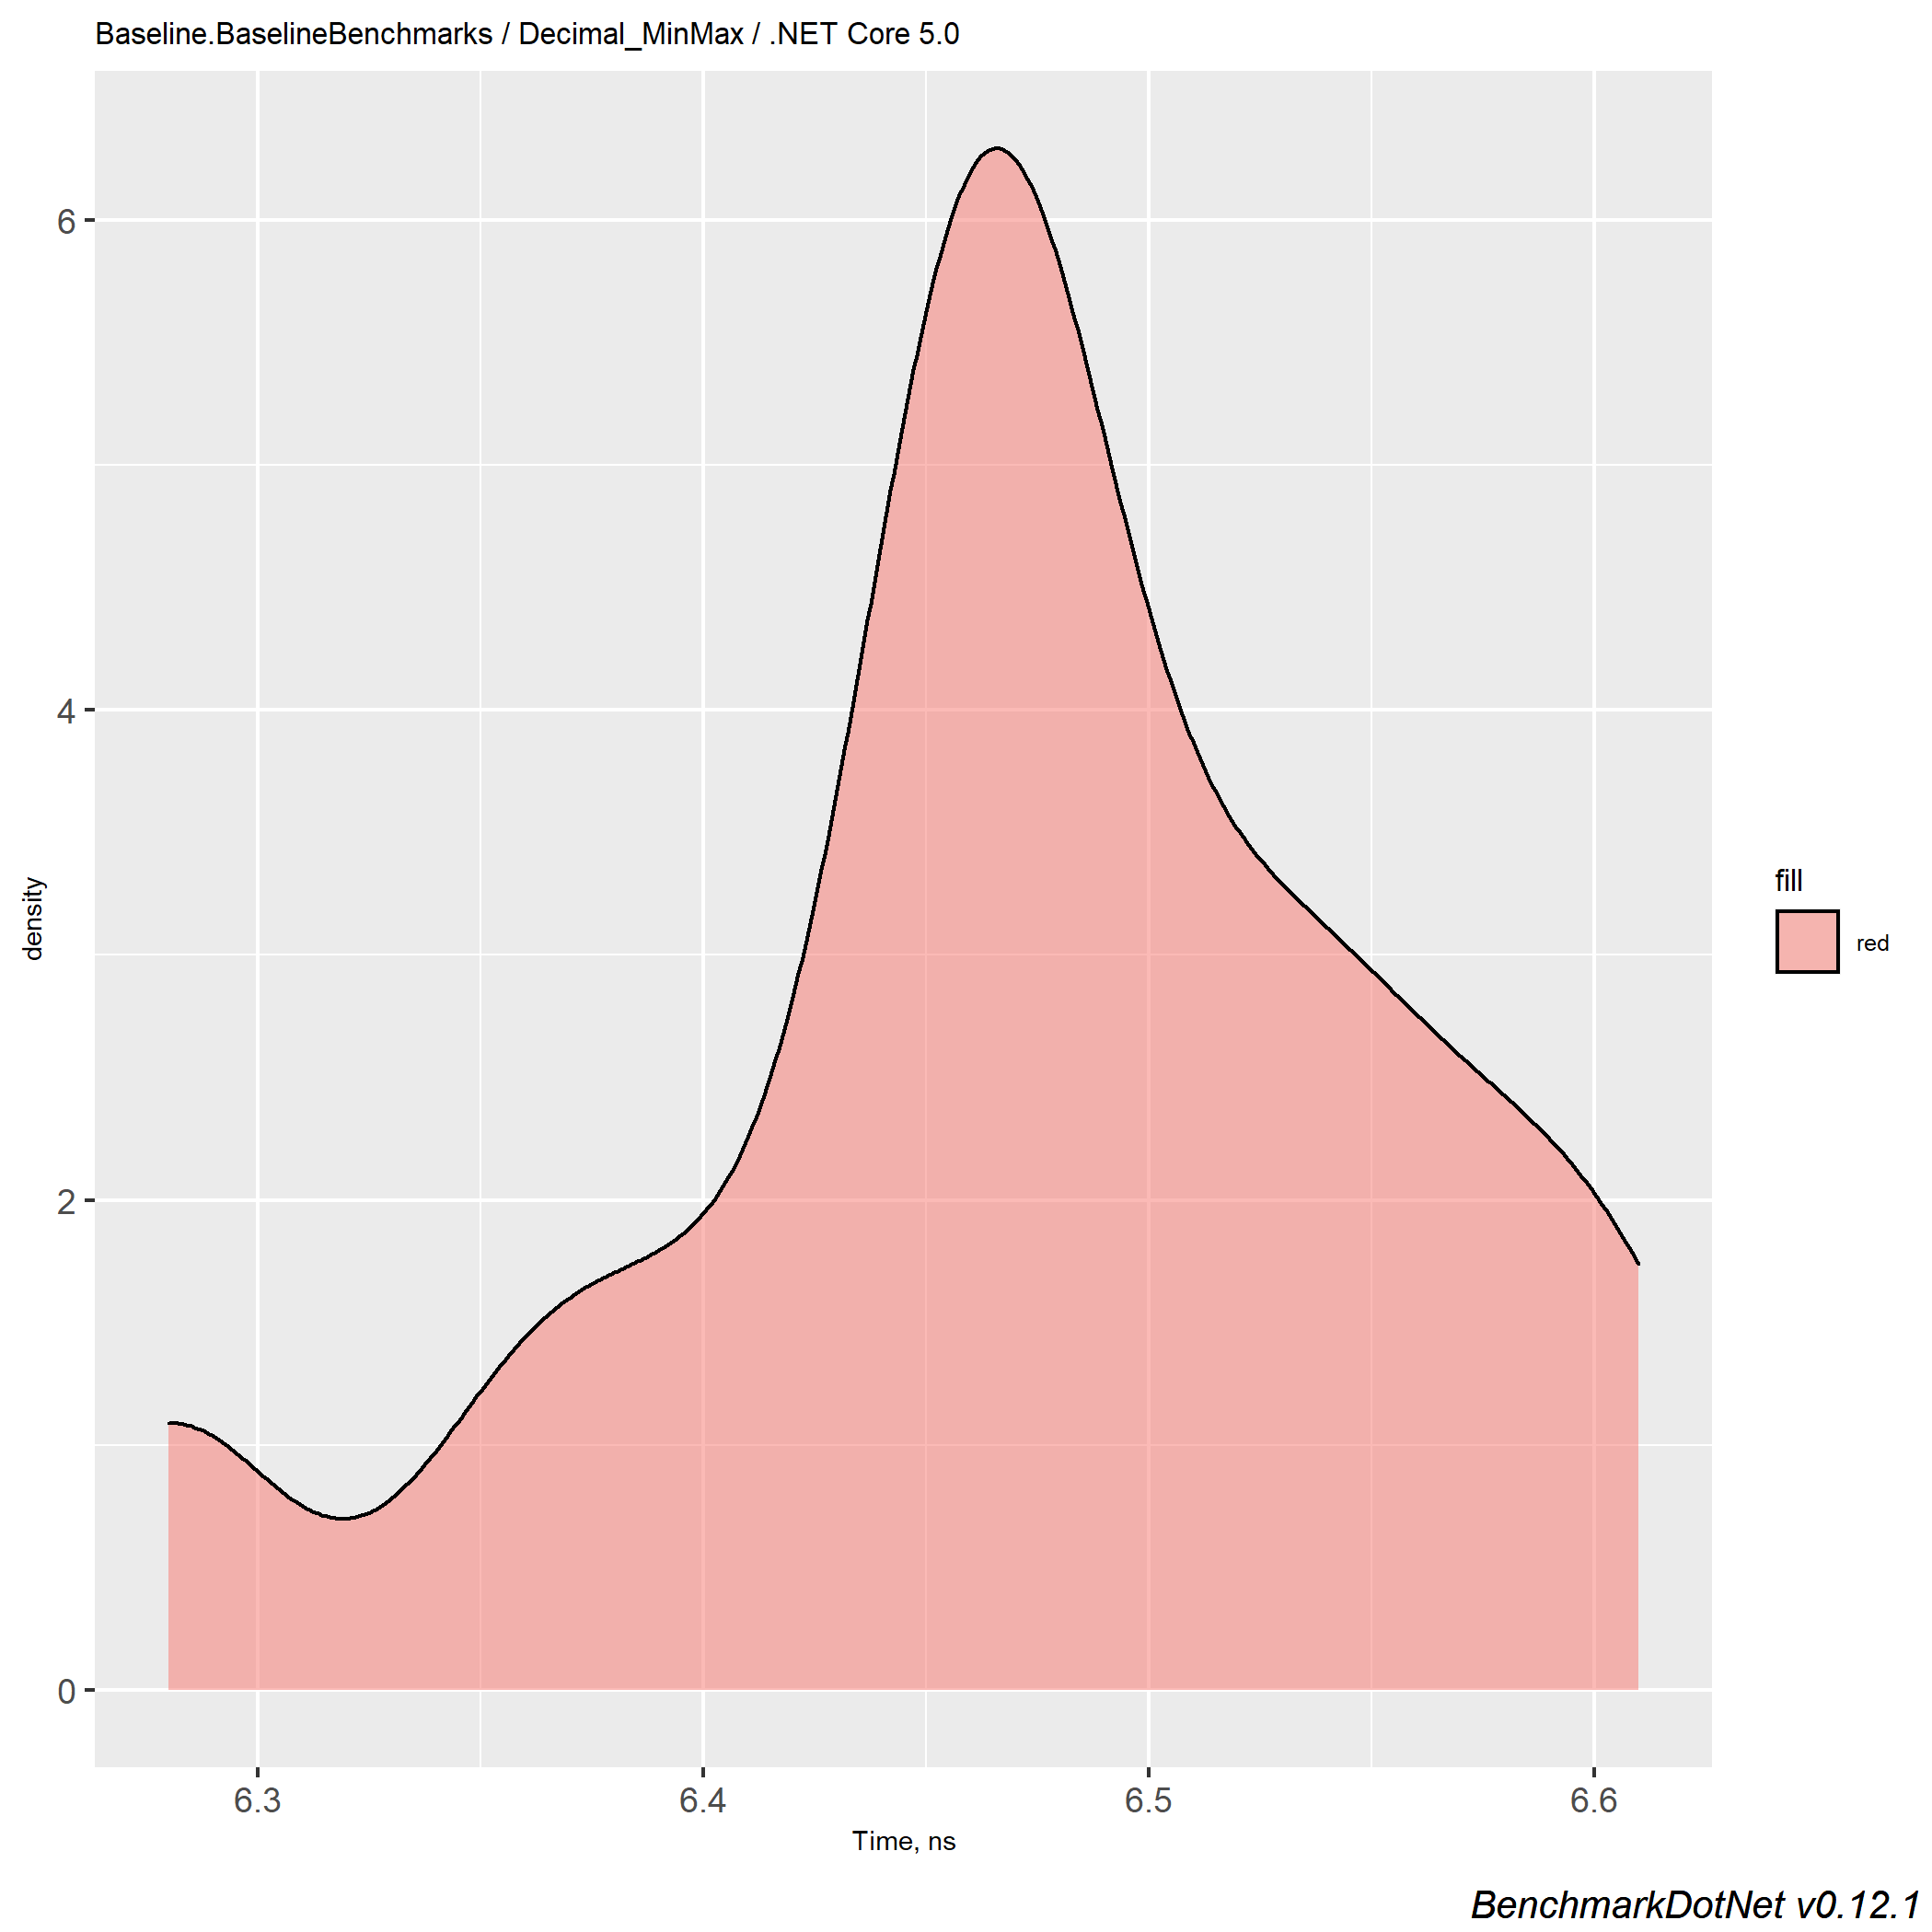 Baseline.BaselineBenchmarks / Decimal_MinMax / .NET Core 5.0
6
4
2
0
density
6.3
6.4
6.5
6.6
Time, ns
fill
red
BenchmarkDotNet v0.12.1